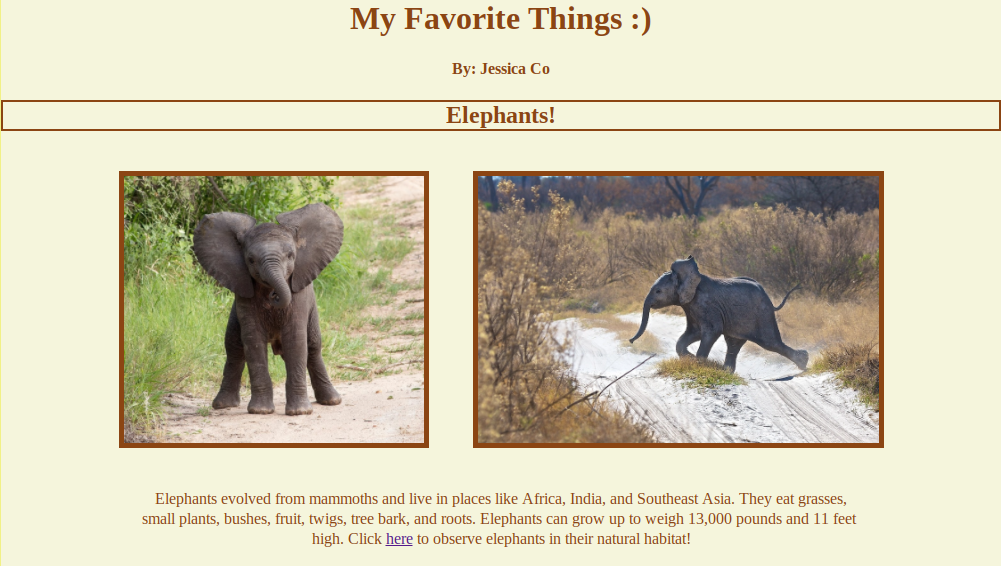 My Favorite Things :)
By: Jessica Co
Elephants!
Elephants evolved from mammoths and live in places like Africa, India, and Southeast Asia. They eat grasses,
small plants, bushes, fruit, twigs, tree bark, and roots. Elephants can grow up to weigh 13,000 pounds and 11 feet
high. Click here to observe elephants in their natural habitat!